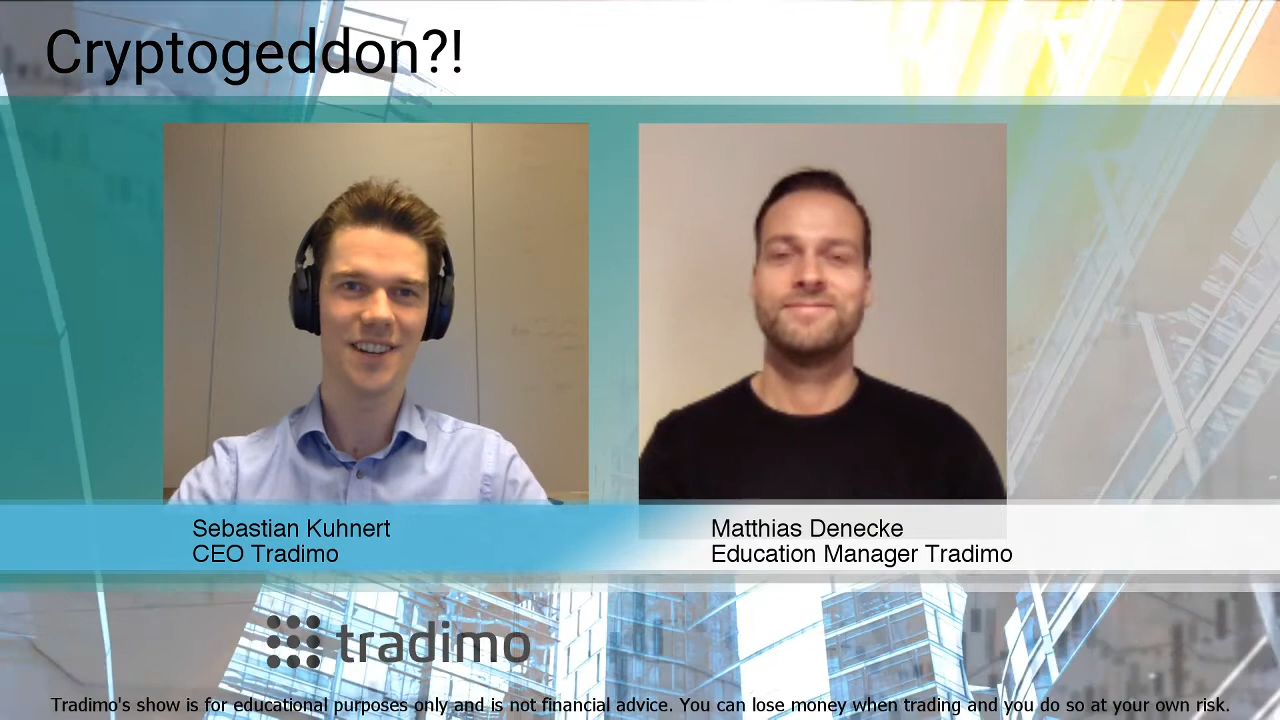 Cryptogeddon?!
Sebastian Kuhnert
CEO Tradimo
Matthias Denecke
Education Manager Tradimo
tradimo
Tradimo's show is for educational purposes only and is not financial advice. You can lose money when trading and you do so at your own risk.